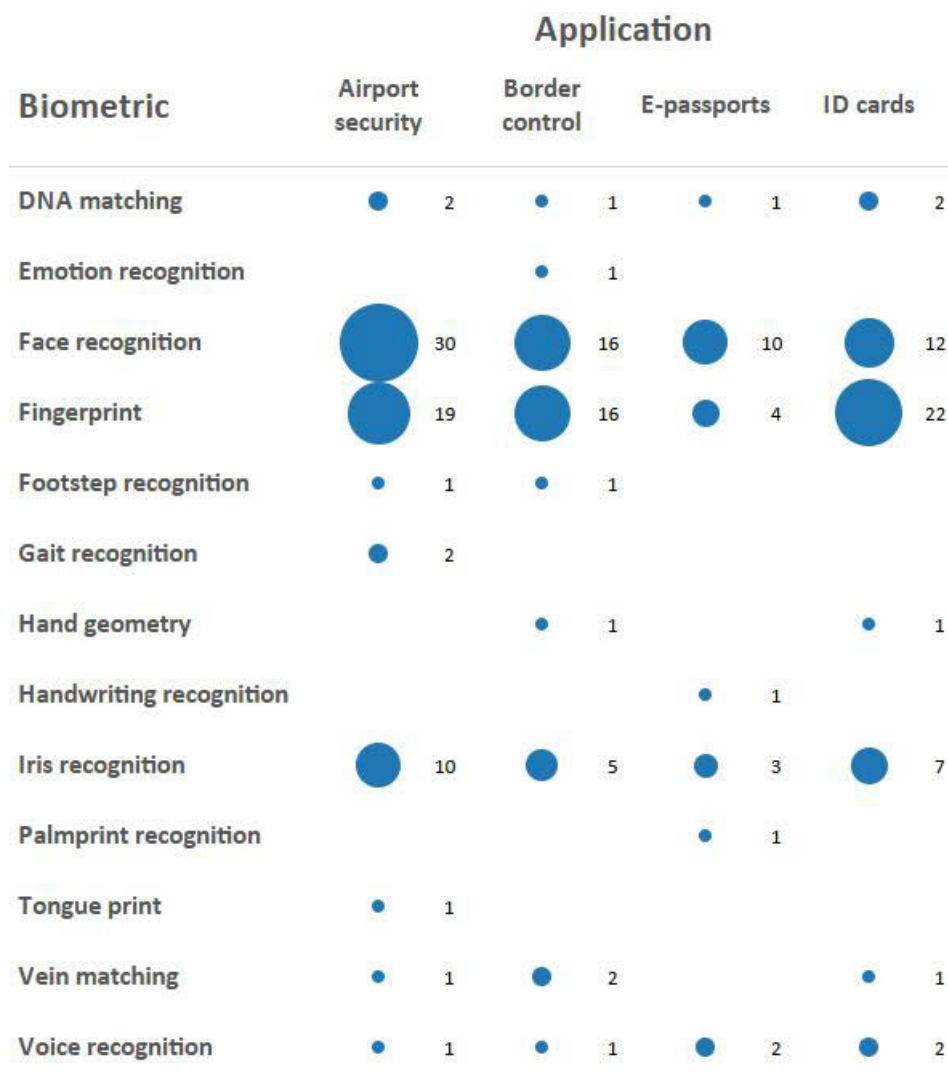 Application
Biometric Airport security Border control E-passports ID cards
DNA matching 2 1 1 2
Emotion recognition 1
Face recognition 30 16 10 12
Fingerprint 19 16 4 22
Footstep recognition 1 1
Gait recognition 2
Hand geometry 1 1
Handwriting recognition 1
Iris recognition 10 5 3 7
Palmprint recognition 1
Tongue print 1
Vein matching 1 2 1
Voice recognition 1 1 2 2